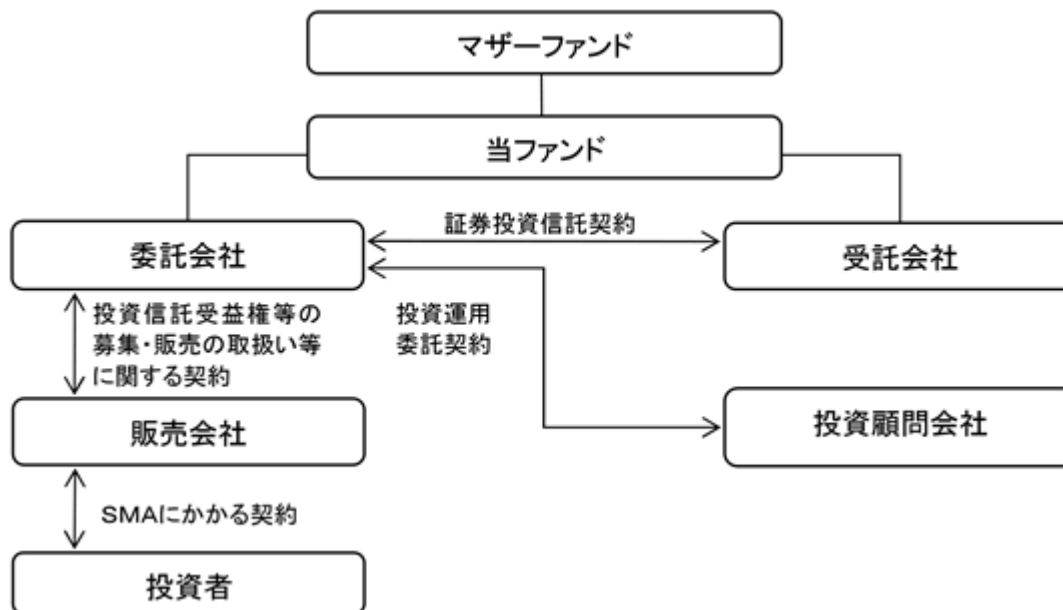 マザーファンド
当ファンド
証券投資信託契約
委託会社
受託会社
投資信託受益権等の
募集・販売の取扱い等
に関する契約
投資運用
委託契約
販売会社
投資顧問会社
SMAにかかる契約
投資者